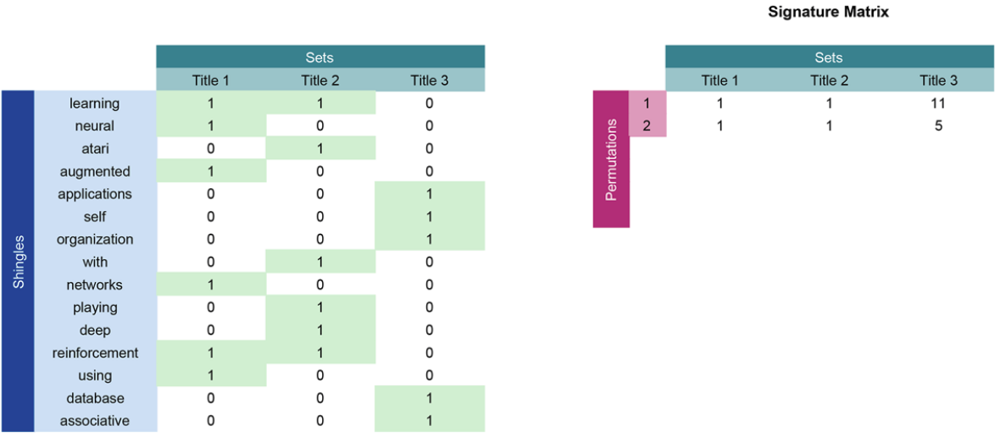 Signature Matrix
Sets
Title 1 Title 2 Title 3
Shingles
learning 1 1 0
neural 1 0 0
atari 0 1 0
augmented 1 0 0
applications 0 0 1
self 0 0 1
organization 0 0 1
with 0 1 0
networks 1 0 0
playing 0 1 0
deep 0 1 0
reinforcement 1 1 0
using 1 0 0
database 0 0 1
associative 0 0 1
Sets
Title 1 Title 2 Title 3
Permutations
1 1 1 11
2 1 1 5